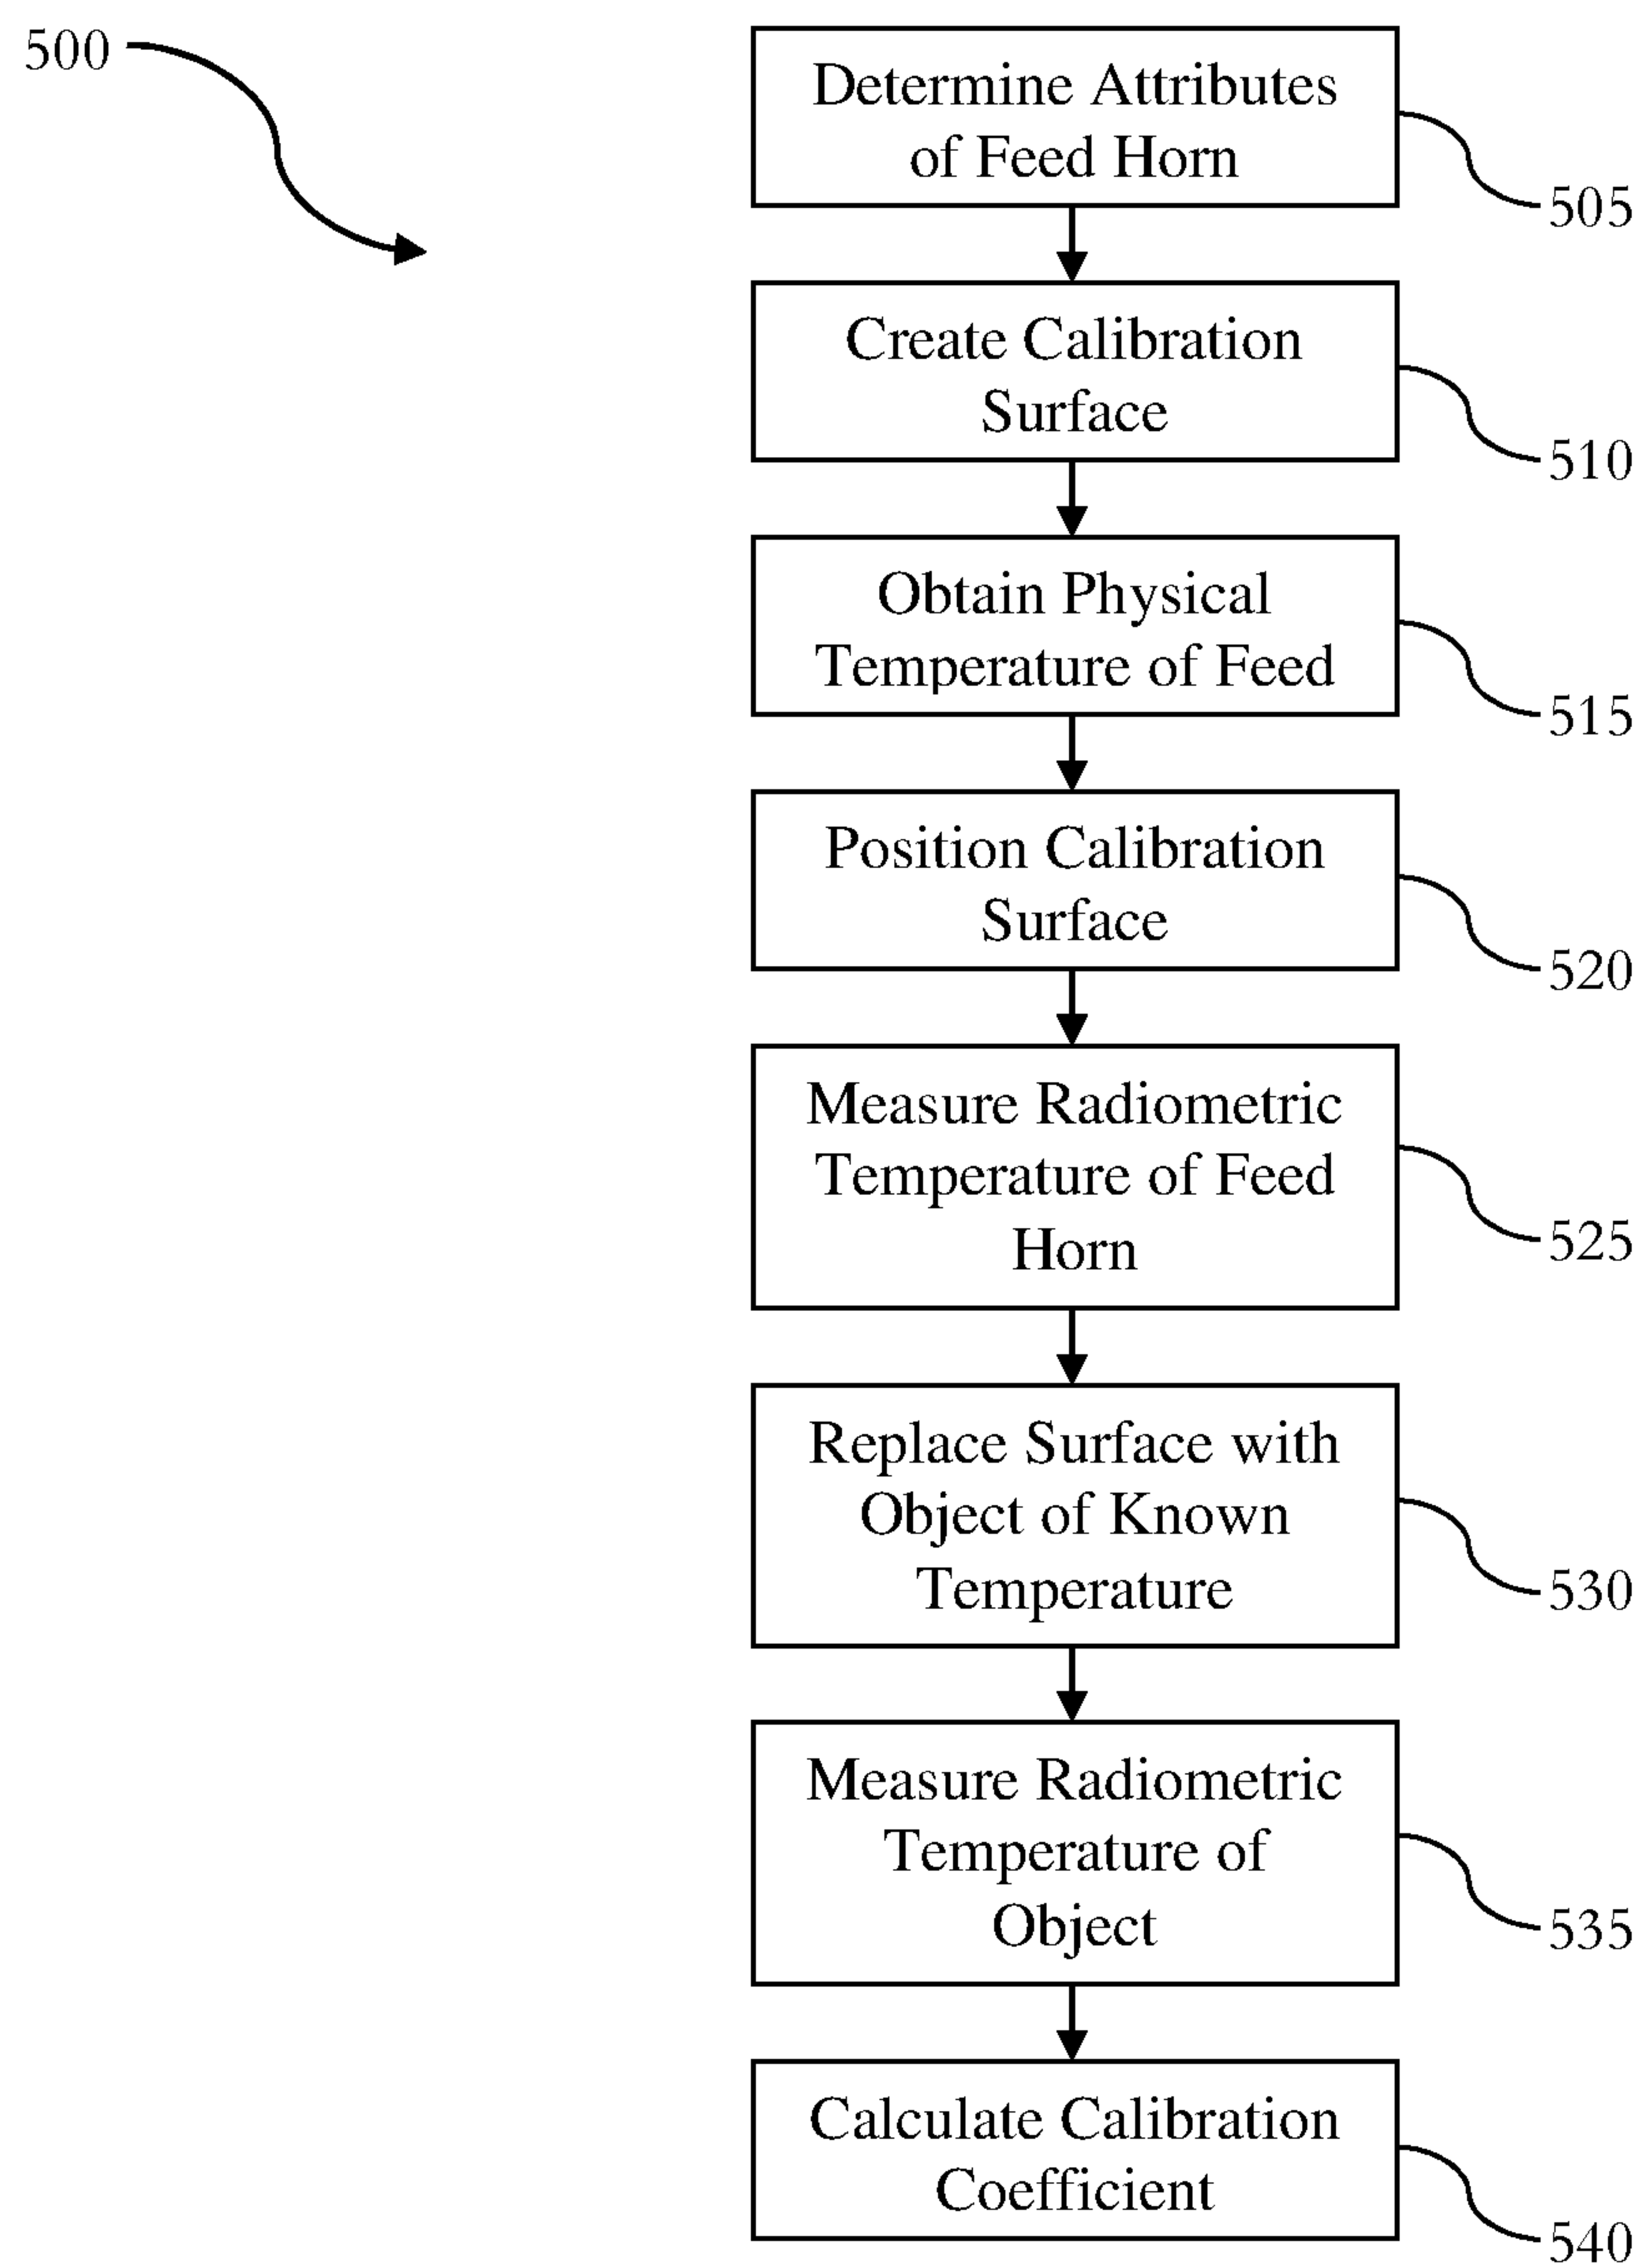 500
Determine Attributes
of Feed Horn
505
Create Calibration
Surface
510
Obtain Physical
Temperature of Feed
515
Position Calibration
Surface
520
Measure Radiometric
Temperature of Feed
Horn
525
Replace Surface with
Object of Known
Temperature
530
Measure Radiometric
Temperature of
Object
535
Calculate Calibration
Coefficient
540